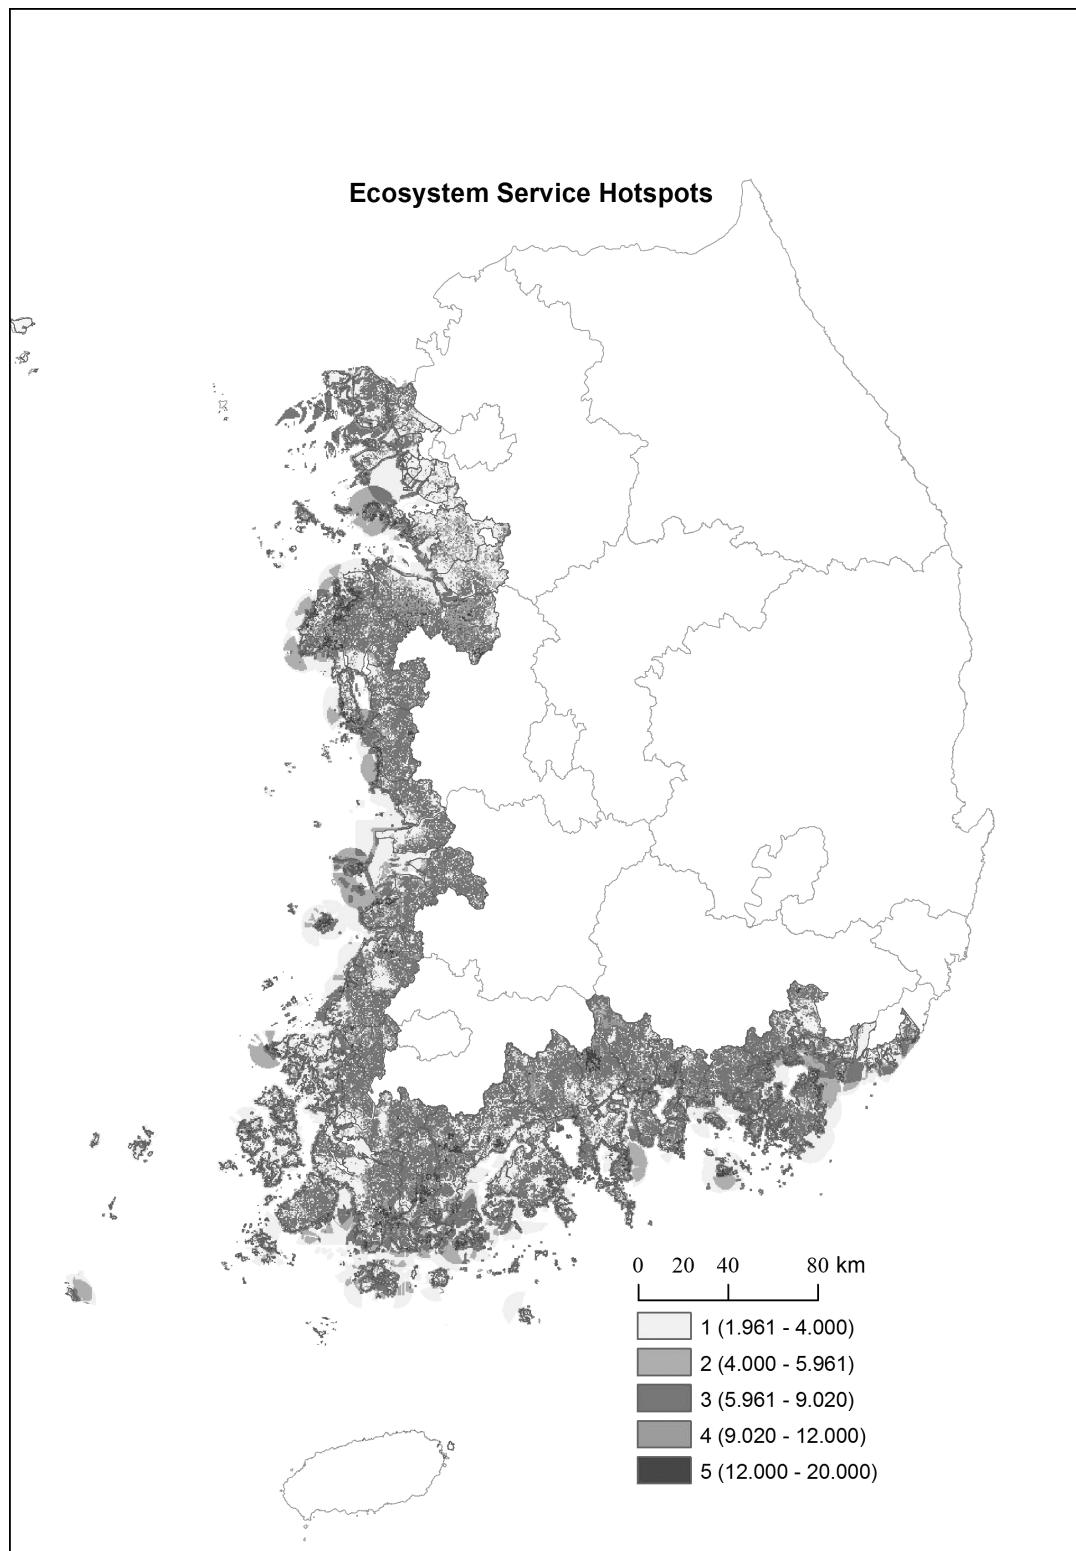 Ecosystem Service Hotspots
0 20 40 80 km
1 (1.961 - 4.000)
2 (4.000 - 5.961)
3 (5.961 - 9.020)
4 (9.020 - 12.000)
5 (12.000 - 20.000)